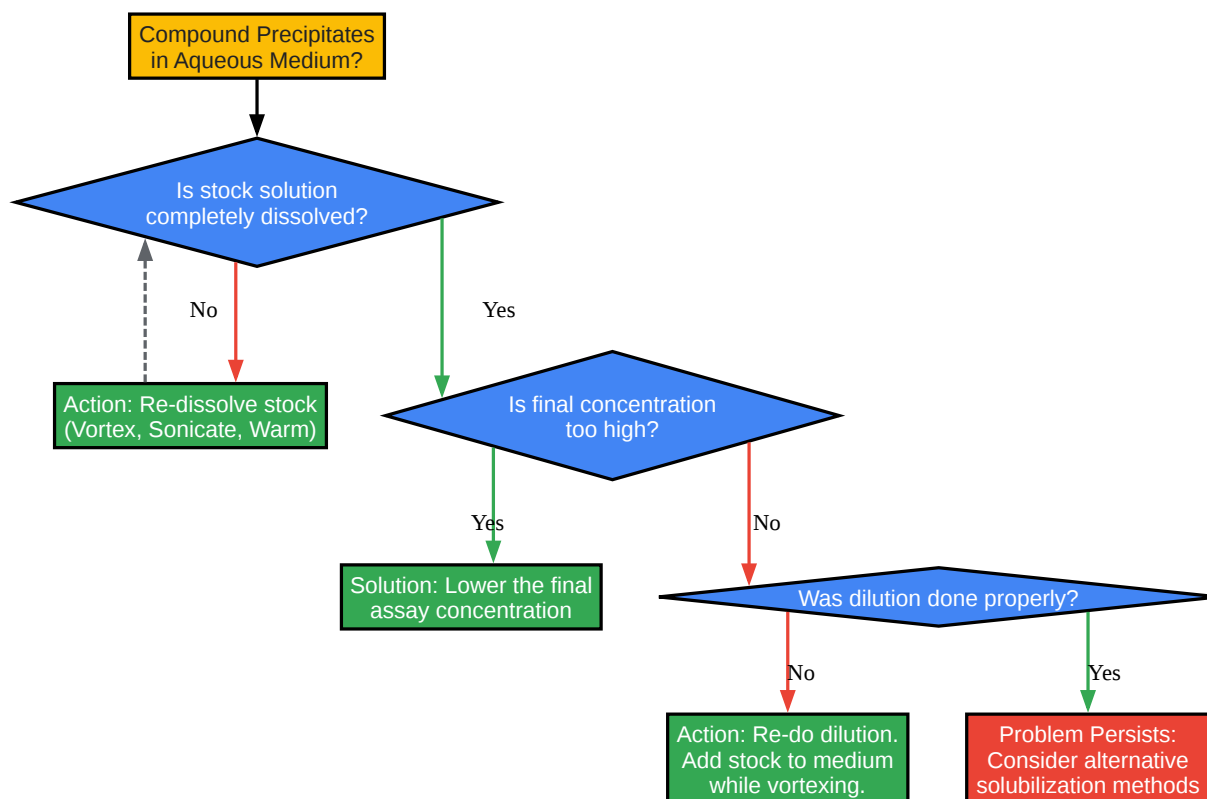 Compound Precipitates
in Aqueous Medium?
Is stock solution
completely dissolved?
No
Yes
Action: Re-dissolve stock
(Vortex, Sonicate, Warm)
Is final concentration
too high?
Yes
No
Solution: Lower the final
assay concentration
Was dilution done properly?
No
Yes
Action: Re-do dilution.
Add stock to medium
while vortexing.
Problem Persists:
Consider alternative
solubilization methods